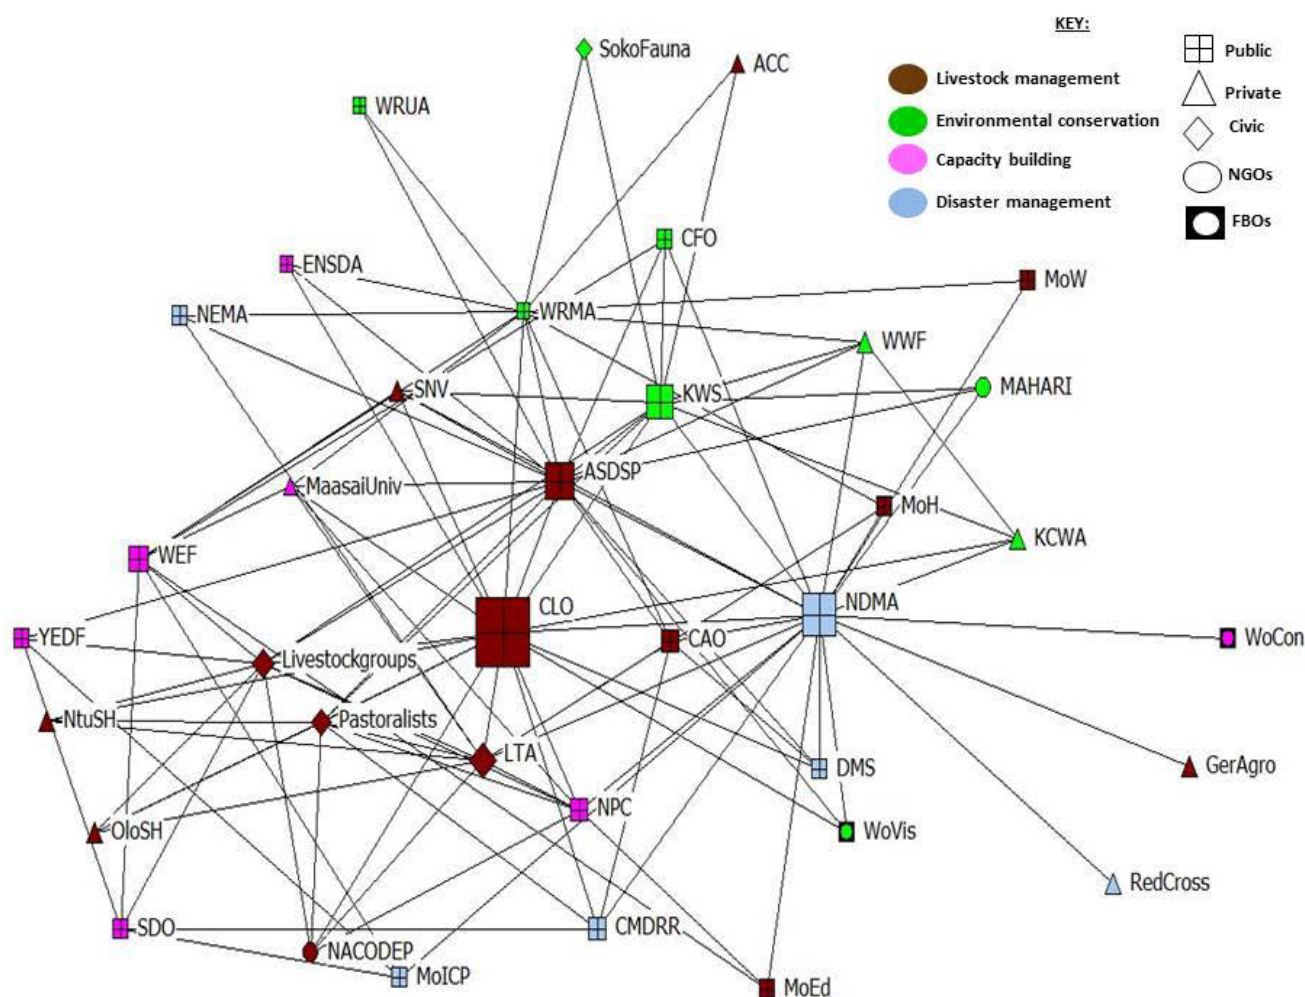 KEY:
Livestock management
Environmental conservation
Capacity building
Disaster management
Public
Private
Civic
NGOs
FBOs
SokoFauna
ACC
WRUA
CFO
ENSDA
MoW
NEMA
WRMA
WWF
SNV
KWS
MAHARI
ASDSP
MaasaiUniv
MoH
KCWA
WEF
CLO
NDMA
YEDF
CAO
WoCon
Livestockgroups
NtuSH
Pastoralists
LTA
DMS
GerAgro
NPC
OloSH
WoVis
RedCross
SDO
CMDRR
NACODEP
MoICP
MoEd